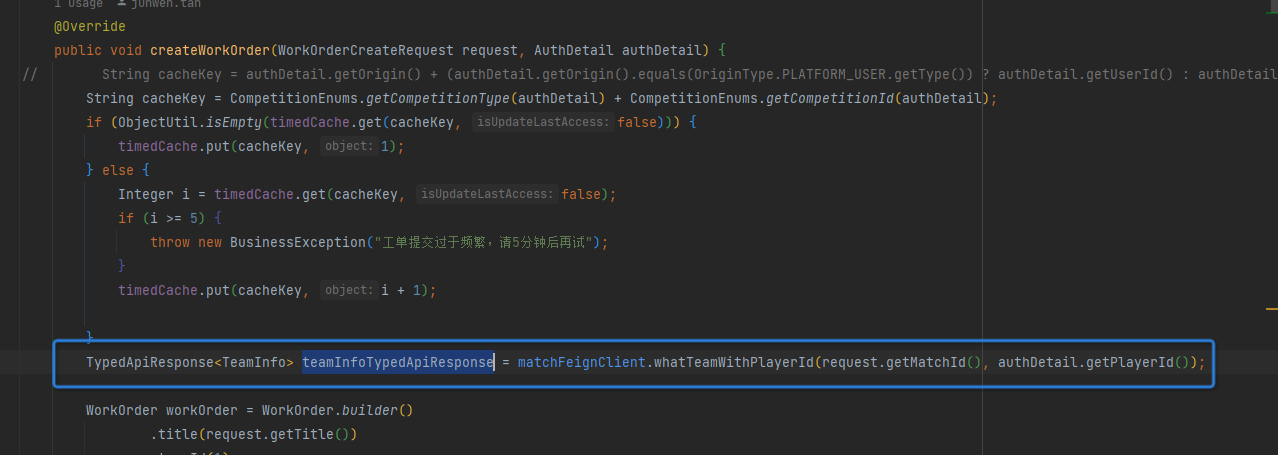 1 usage junwen.tan
@Override
public void createWorkOrder(WorkOrderCreateRequest request, AuthDetail authDetail) {
// String cacheKey = authDetail.getOrigin() + (authDetail.getOrigin().equals(OriginType.PLATFORM_USER.getType()) ? authDetail.getUserId() : authDetail
String cacheKey = CompetitionEnums.getCompetitionType(authDetail) + CompetitionEnums.getCompetitionId(authDetail);
if (ObjectUtil.isEmpty(timedCache.get(cacheKey, isUpdateLastAccess: false))) {
timedCache.put(cacheKey, object: 1);
} else {
Integer i = timedCache.get(cacheKey, isUpdateLastAccess: false);
if (i >= 5) {
throw new BusinessException("工单提交过于频繁，请5分钟后再试");
}
timedCache.put(cacheKey, object: i + 1);
}
TypedApiResponse<TeamInfo> teamInfoTypedApiResponse = matchFeignClient.whatTeamWithPlayerId(request.getMatchId(), authDetail.getPlayerId());
WorkOrder workOrder = WorkOrder.builder()
.title(request.getTitle())